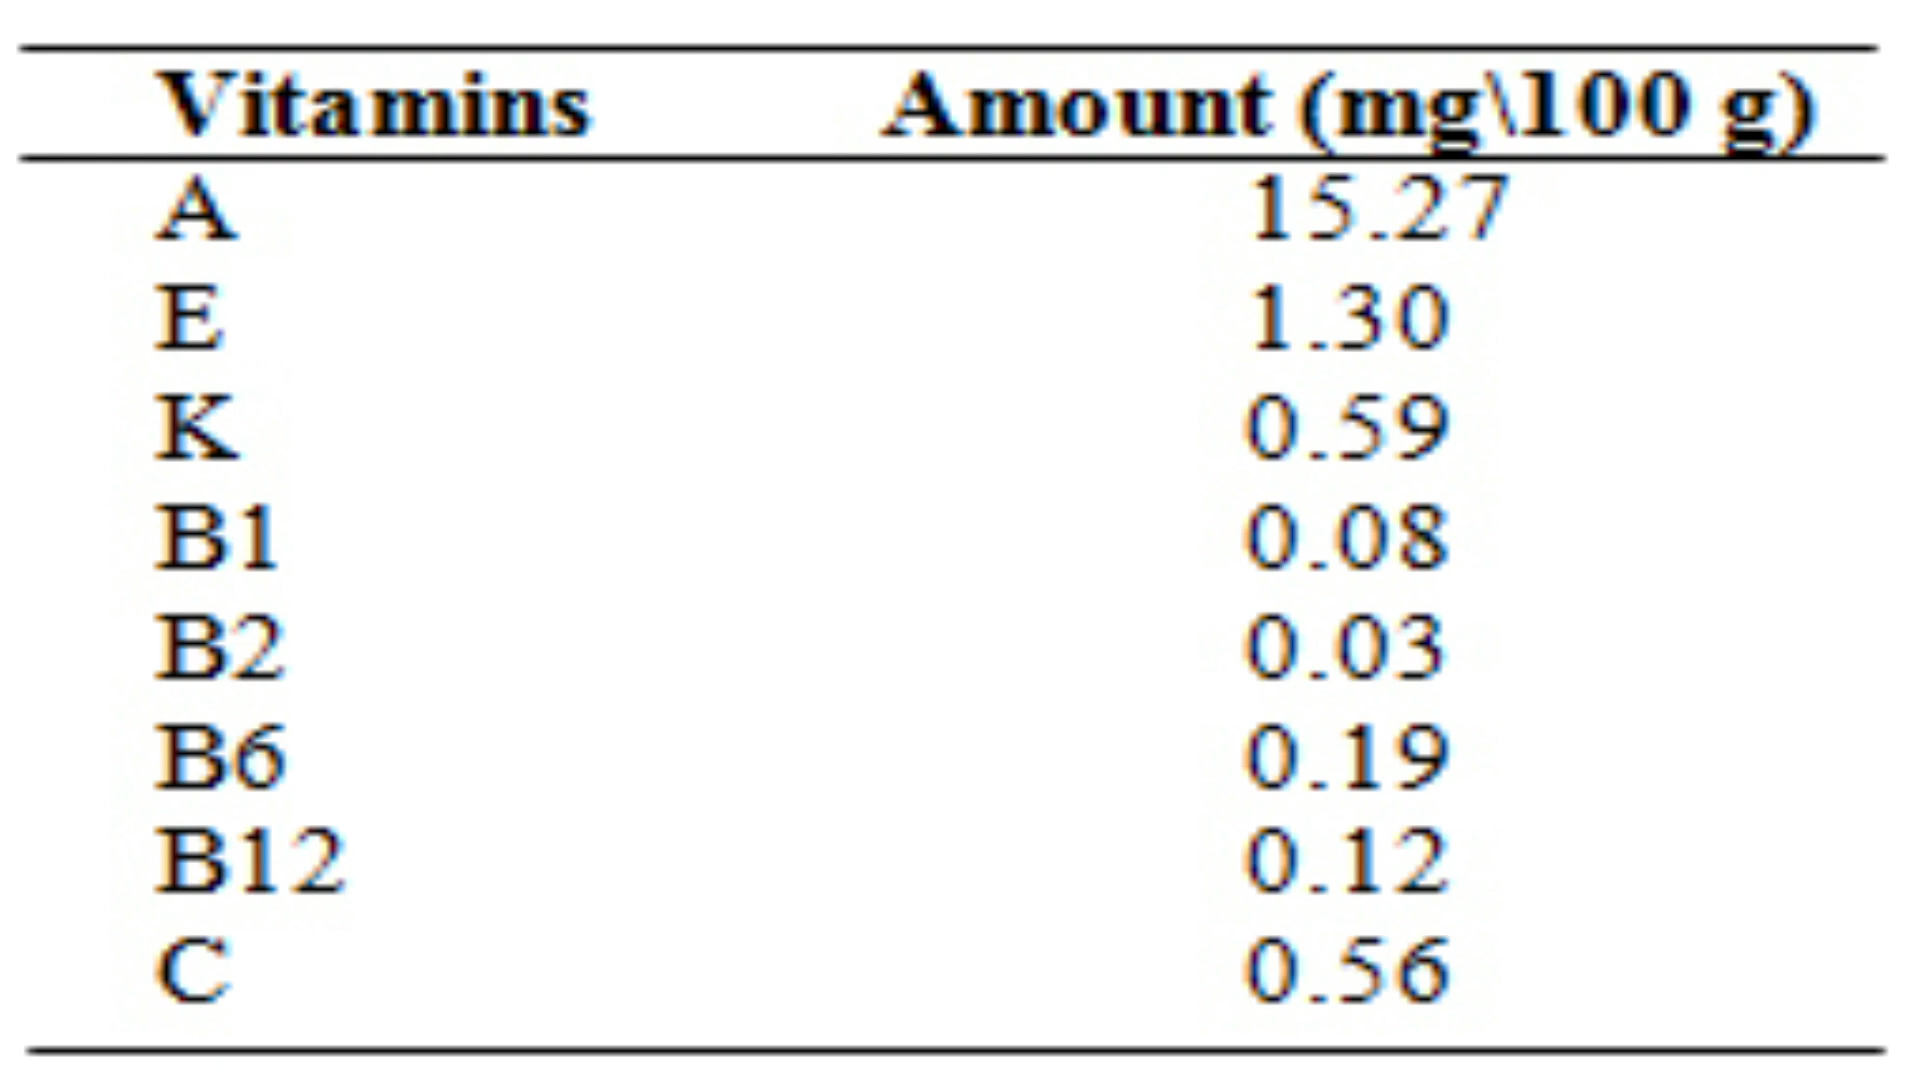 Vitamins Amount (mg\100 g)
A 15.27
E 1.30
K 0.59
B1 0.08
B2 0.03
B6 0.19
B12 0.12
C 0.56